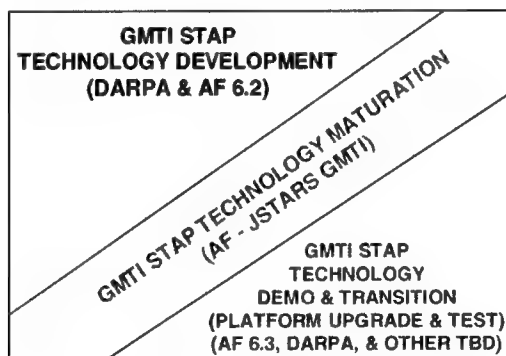 GMTI STAP
TECHNOLOGY DEVELOPMENT
(DARPA & AF 6.2)
GMTI STAP TECHNOLOGY MATURATION
(AF - JSTARS GMTI)
GMTI STAP
TECHNOLOGY
DEMO & TRANSITION
(PLATFORM UPGRADE & TEST)
(AF 6.3, DARPA, & OTHER TBD)